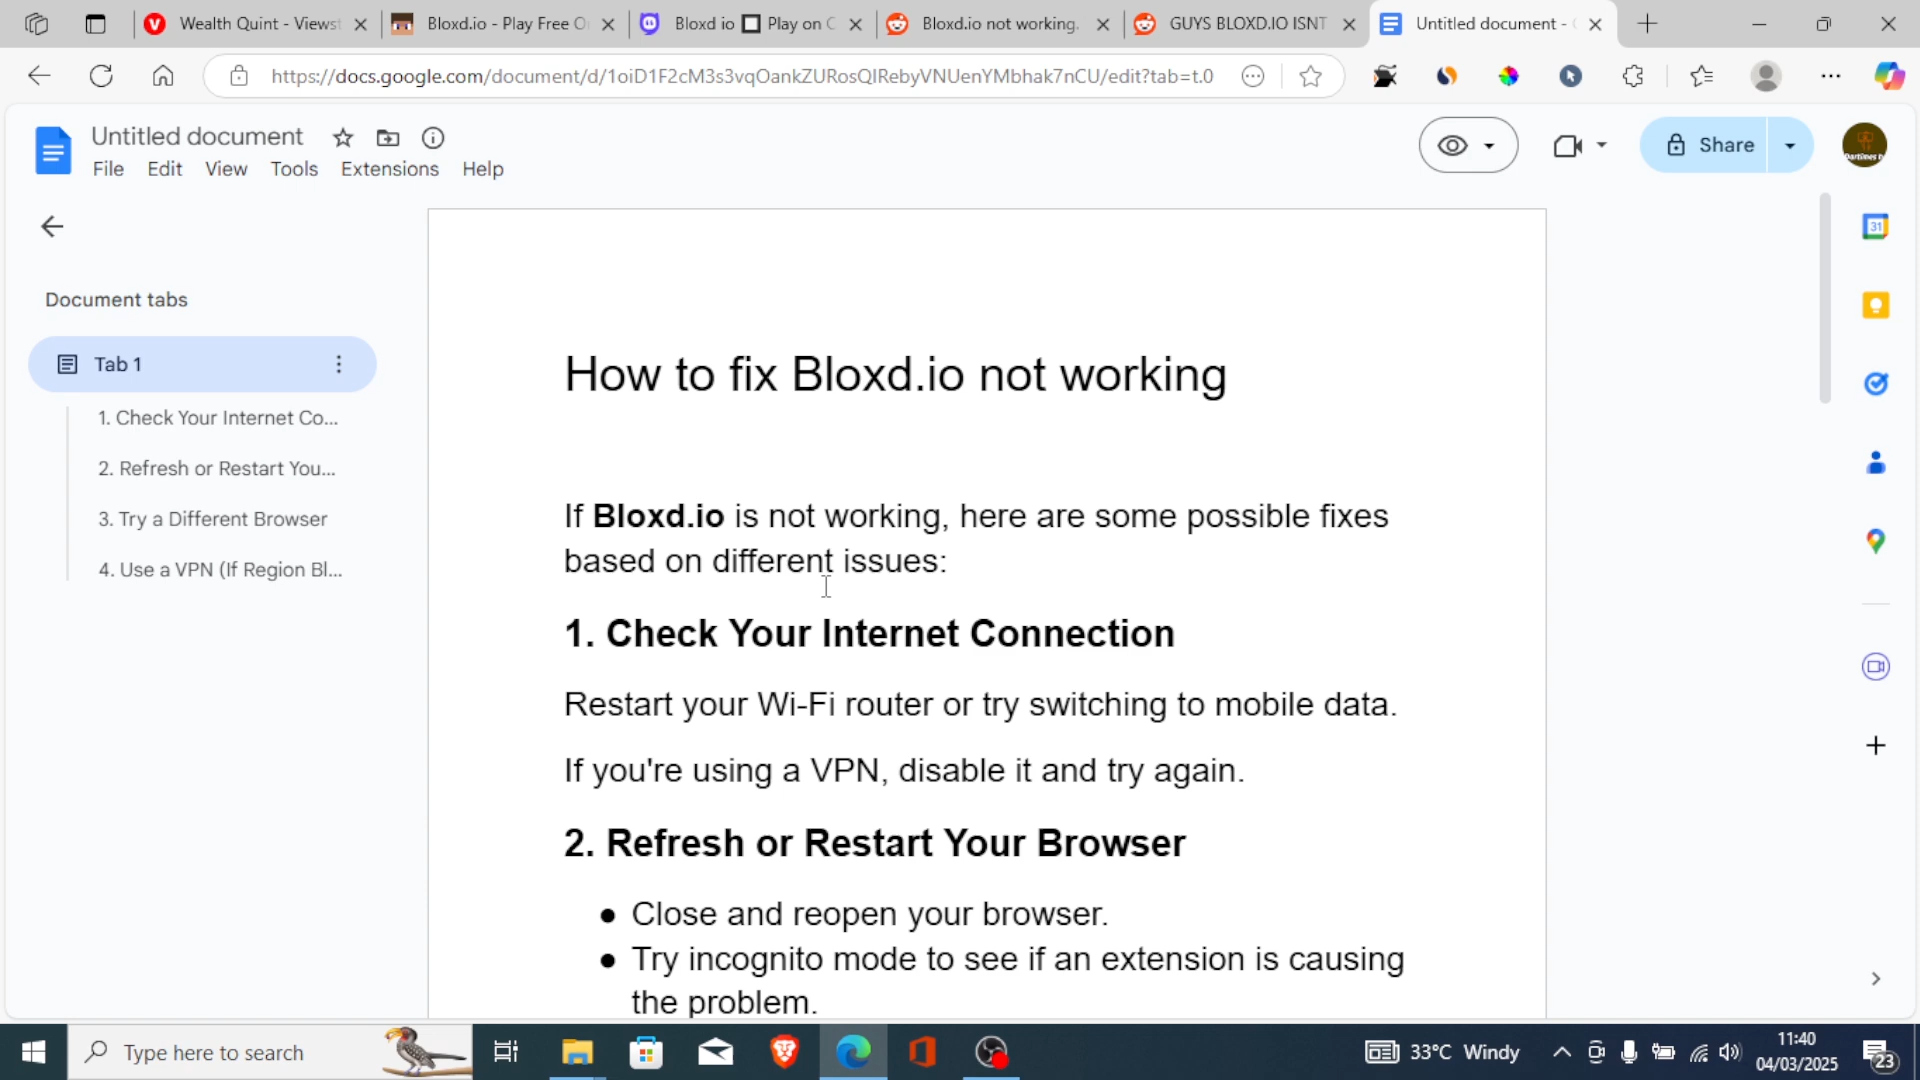 Wealth Quint - Viewst
Bloxd.io - Play Free O
Bloxd io Play on C
Bloxd.io not working.
GUYS BLOXD.IO ISNT
Untitled document -
https://docs.google.com/document/d/1oiD1F2cM3s3vqOankZURosQIRebyVNUenYMbhak7nCU/edit?tab=t.0
Untitled document
File Edit View Tools Extensions Help
Share
31
Document tabs
Tab 1
1. Check Your Internet Co...
2. Refresh or Restart You...
3. Try a Different Browser
4. Use a VPN (If Region Bl...
How to fix Bloxd.io not working
If Bloxd.io is not working, here are some possible fixes
based on different issues:
1. Check Your Internet Connection
Restart your Wi-Fi router or try switching to mobile data.
If you're using a VPN, disable it and try again.
2. Refresh or Restart Your Browser
● Close and reopen your browser.
● Try incognito mode to see if an extension is causing
the problem.
Type here to search
33°C Windy
11:40
04/03/2025
23